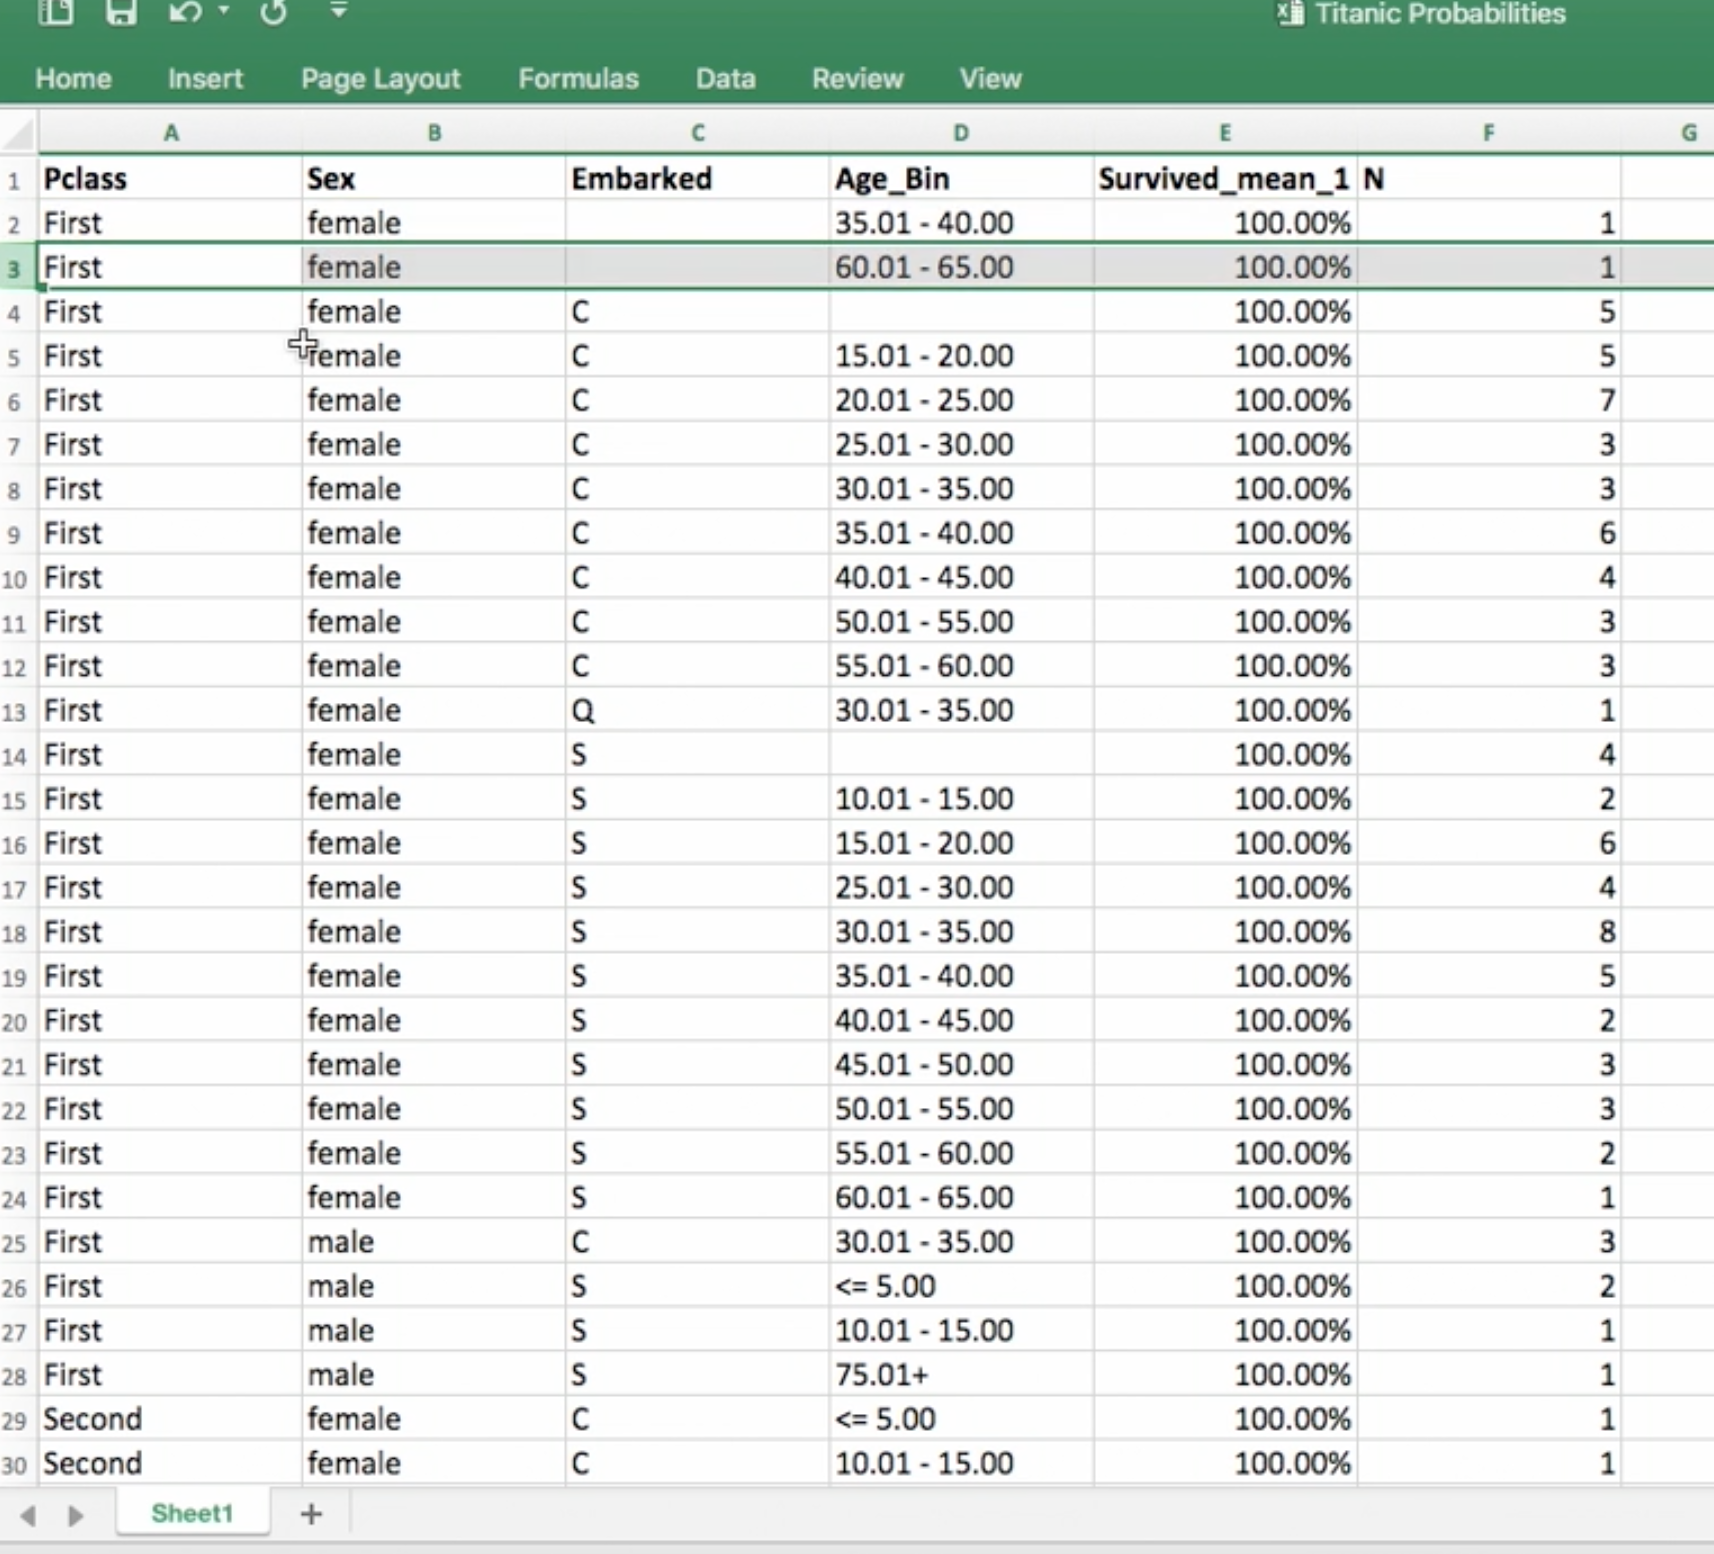 Titanic Probabilities
Home Insert Page Layout Formulas Data Review View
A B C D E F G
1 Pclass Sex Embarked Age_Bin Survived_mean_1 N
2 First female 35.01 - 40.00 100.00% 1
3 First female 60.01 - 65.00 100.00% 1
4 First female C 100.00% 5
5 First female C 15.01 - 20.00 100.00% 5
6 First female C 20.01 - 25.00 100.00% 7
7 First female C 25.01 - 30.00 100.00% 3
8 First female C 30.01 - 35.00 100.00% 3
9 First female C 35.01 - 40.00 100.00% 6
10 First female C 40.01 - 45.00 100.00% 4
11 First female C 50.01 - 55.00 100.00% 3
12 First female C 55.01 - 60.00 100.00% 3
13 First female Q 30.01 - 35.00 100.00% 1
14 First female S 100.00% 4
15 First female S 10.01 - 15.00 100.00% 2
16 First female S 15.01 - 20.00 100.00% 6
17 First female S 25.01 - 30.00 100.00% 4
18 First female S 30.01 - 35.00 100.00% 8
19 First female S 35.01 - 40.00 100.00% 5
20 First female S 40.01 - 45.00 100.00% 2
21 First female S 45.01 - 50.00 100.00% 3
22 First female S 50.01 - 55.00 100.00% 3
23 First female S 55.01 - 60.00 100.00% 2
24 First female S 60.01 - 65.00 100.00% 1
25 First male C 30.01 - 35.00 100.00% 3
26 First male S <= 5.00 100.00% 2
27 First male S 10.01 - 15.00 100.00% 1
28 First male S 75.01+ 100.00% 1
29 Second female C <= 5.00 100.00% 1
30 Second female C 10.01 - 15.00 100.00% 1
Sheet1 +